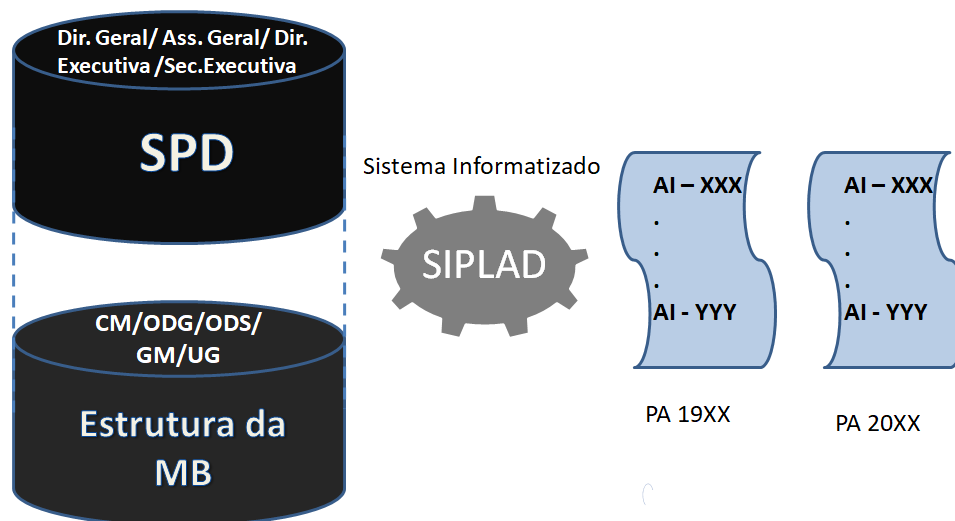 Dir. Geral/ Ass. Geral/ Dir.
Executiva /Sec.Executiva
SPD
CM/ODG/ODS/
GM/UG
Estrutura da
MB
Sistema Informatizado
SIPLAD
AI – XXX
.
.
.
AI - YYY
PA 19XX
AI – XXX
.
.
.
AI - YYY
PA 20XX